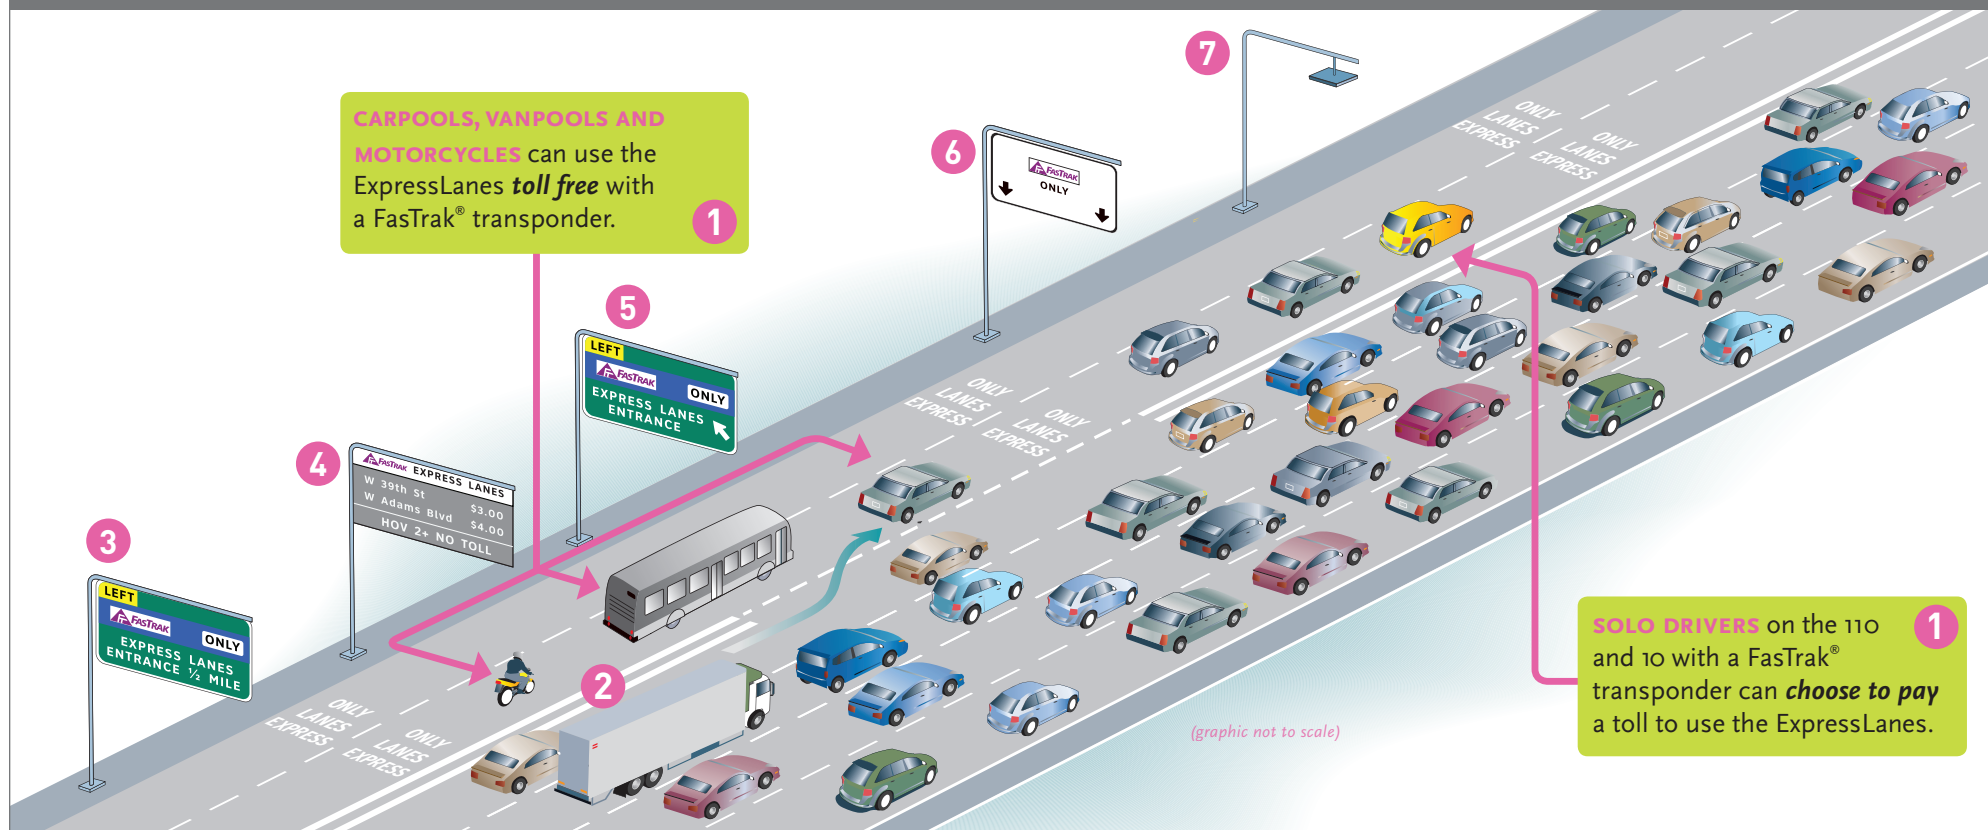 7
CARPOOLS, VANPOOLS AND
MOTORCYCLES can use the
ExpressLanes toll free with
a FasTrak® transponder.
1
6
FASTRAK
ONLY
5
LEFT
FASTRAK
ONLY
EXPRESS LANES
ENTRANCE
4
FASTRAK EXPRESS LANES
W 39th St $3.00
W Adams Blvd $4.00
HOV 2+ NO TOLL
3
LEFT
FASTRAK
ONLY
EXPRESS LANES
ENTRANCE ½ MILE
2
ONLY
LANES
EXPRESS
ONLY
LANES
EXPRESS
ONLY
LANES
EXPRESS
ONLY
LANES
EXPRESS
ONLY
LANES
EXPRESS
ONLY
LANES
EXPRESS
(graphic not to scale)
SOLO DRIVERS on the 110
and 10 with a FasTrak®
transponder can choose to pay
a toll to use the ExpressLanes.
1